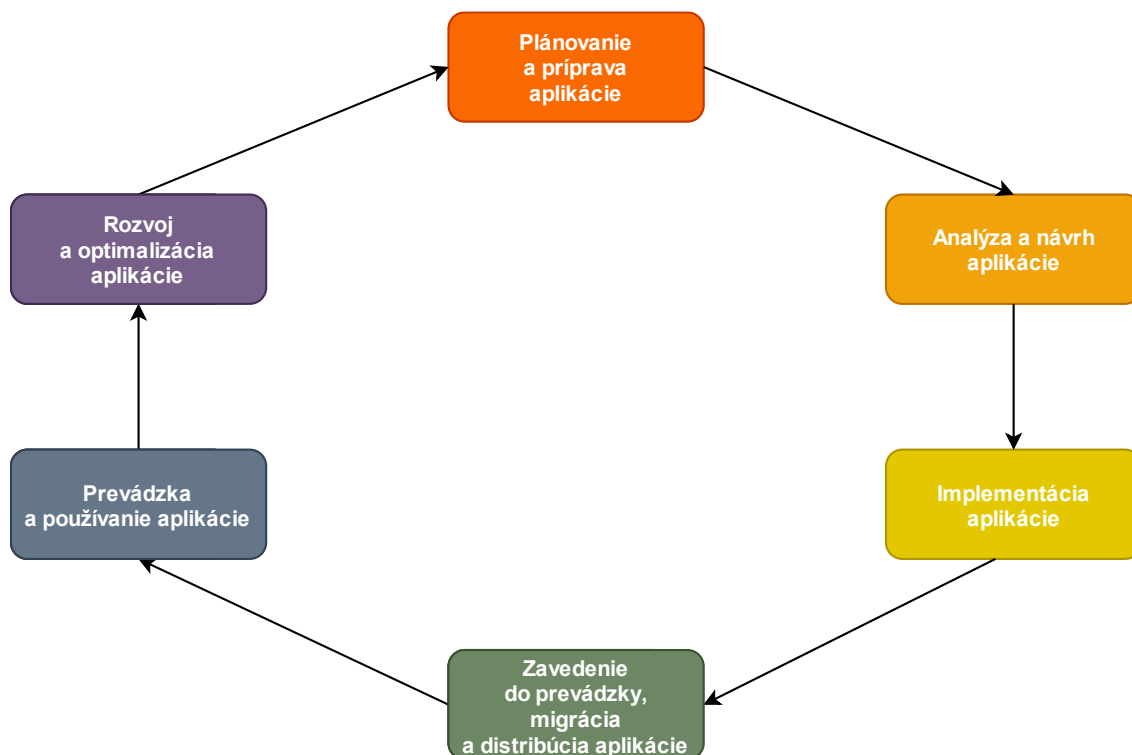 Plánovanie
a príprava
aplikácie
Analýza a návrh
aplikácie
Implementácia
aplikácie
Zavedenie
do prevádzky,
migrácia
a distribúcia aplikácie
Prevádzka
a používanie aplikácie
Rozvoj
a optimalizácia
aplikácie